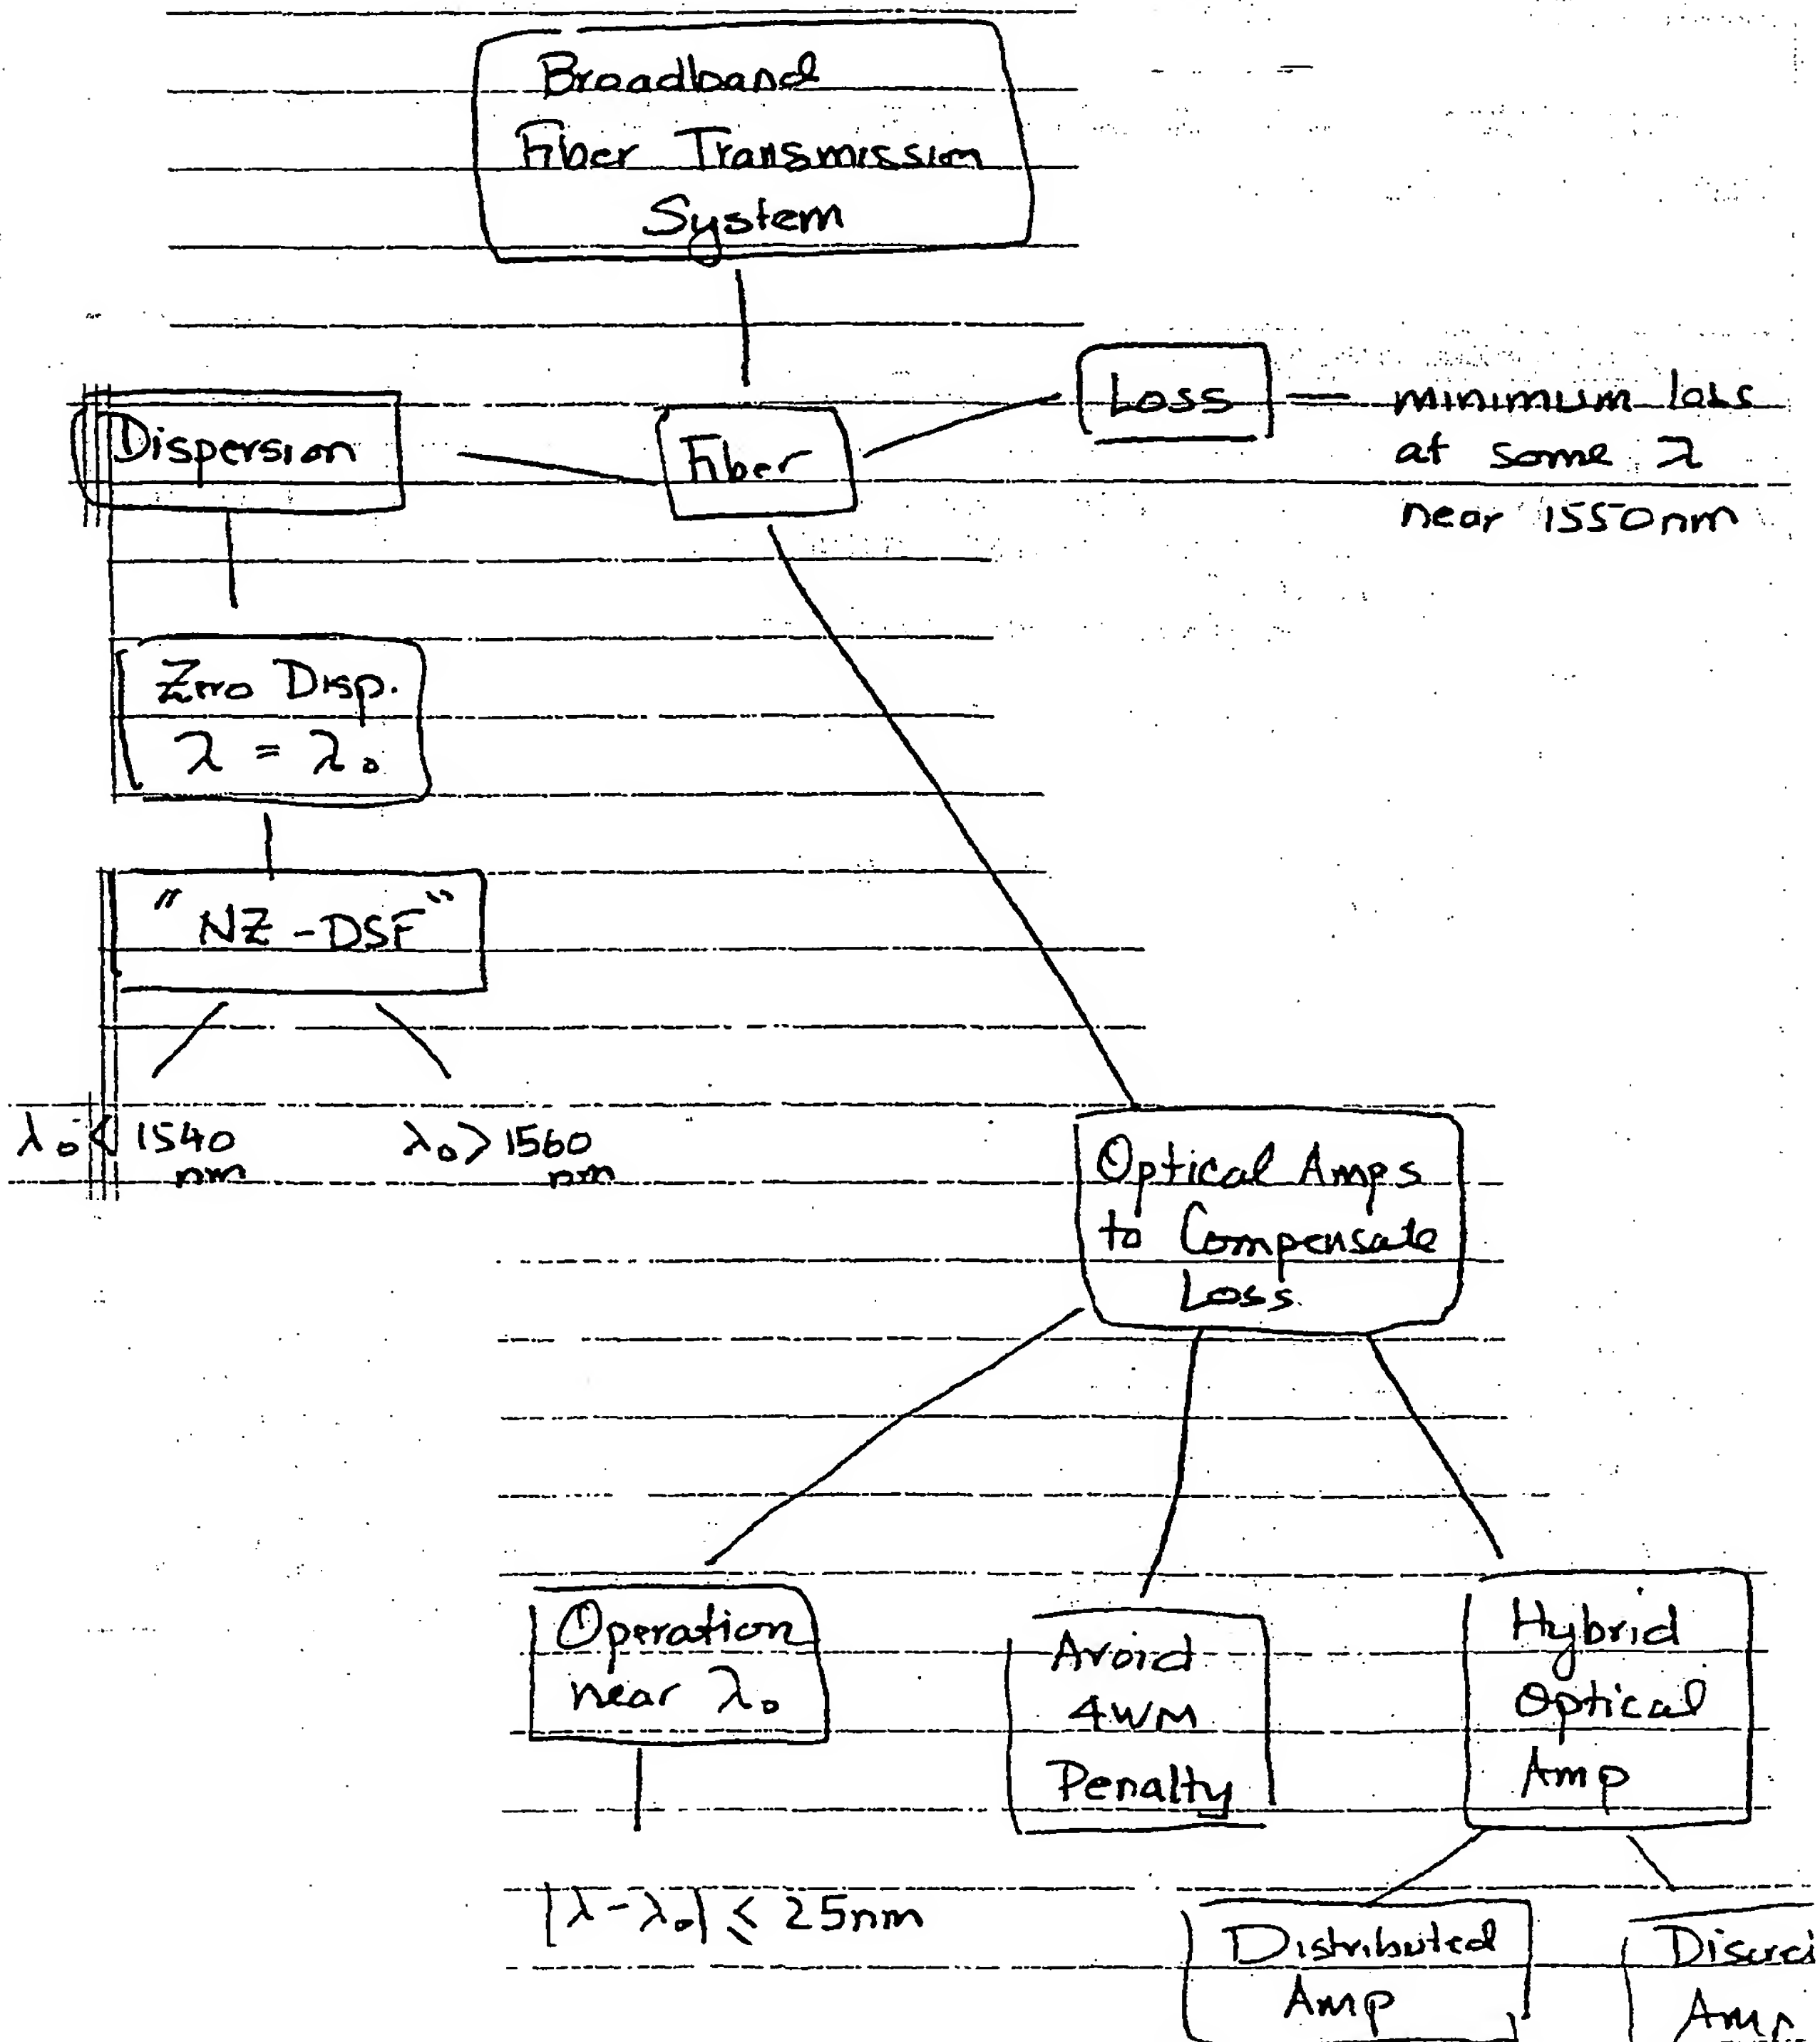 Broadband
Fiber Transmission
System
Dispersion
Fiber
Loss — minimum loss
at some λ
near 1550nm
Zero Disp.
λ = λ₀
"NZ-DSF"
λ₀ < 1540
nm
λ₀ > 1560
nm
Optical Amps
to Compensate
Loss
Operation
near λ₀
|λ-λ₀| ≤ 25nm
Avoid
4WM
Penalty
Hybrid
Optical
Amp
Distributed
Amp
Amp